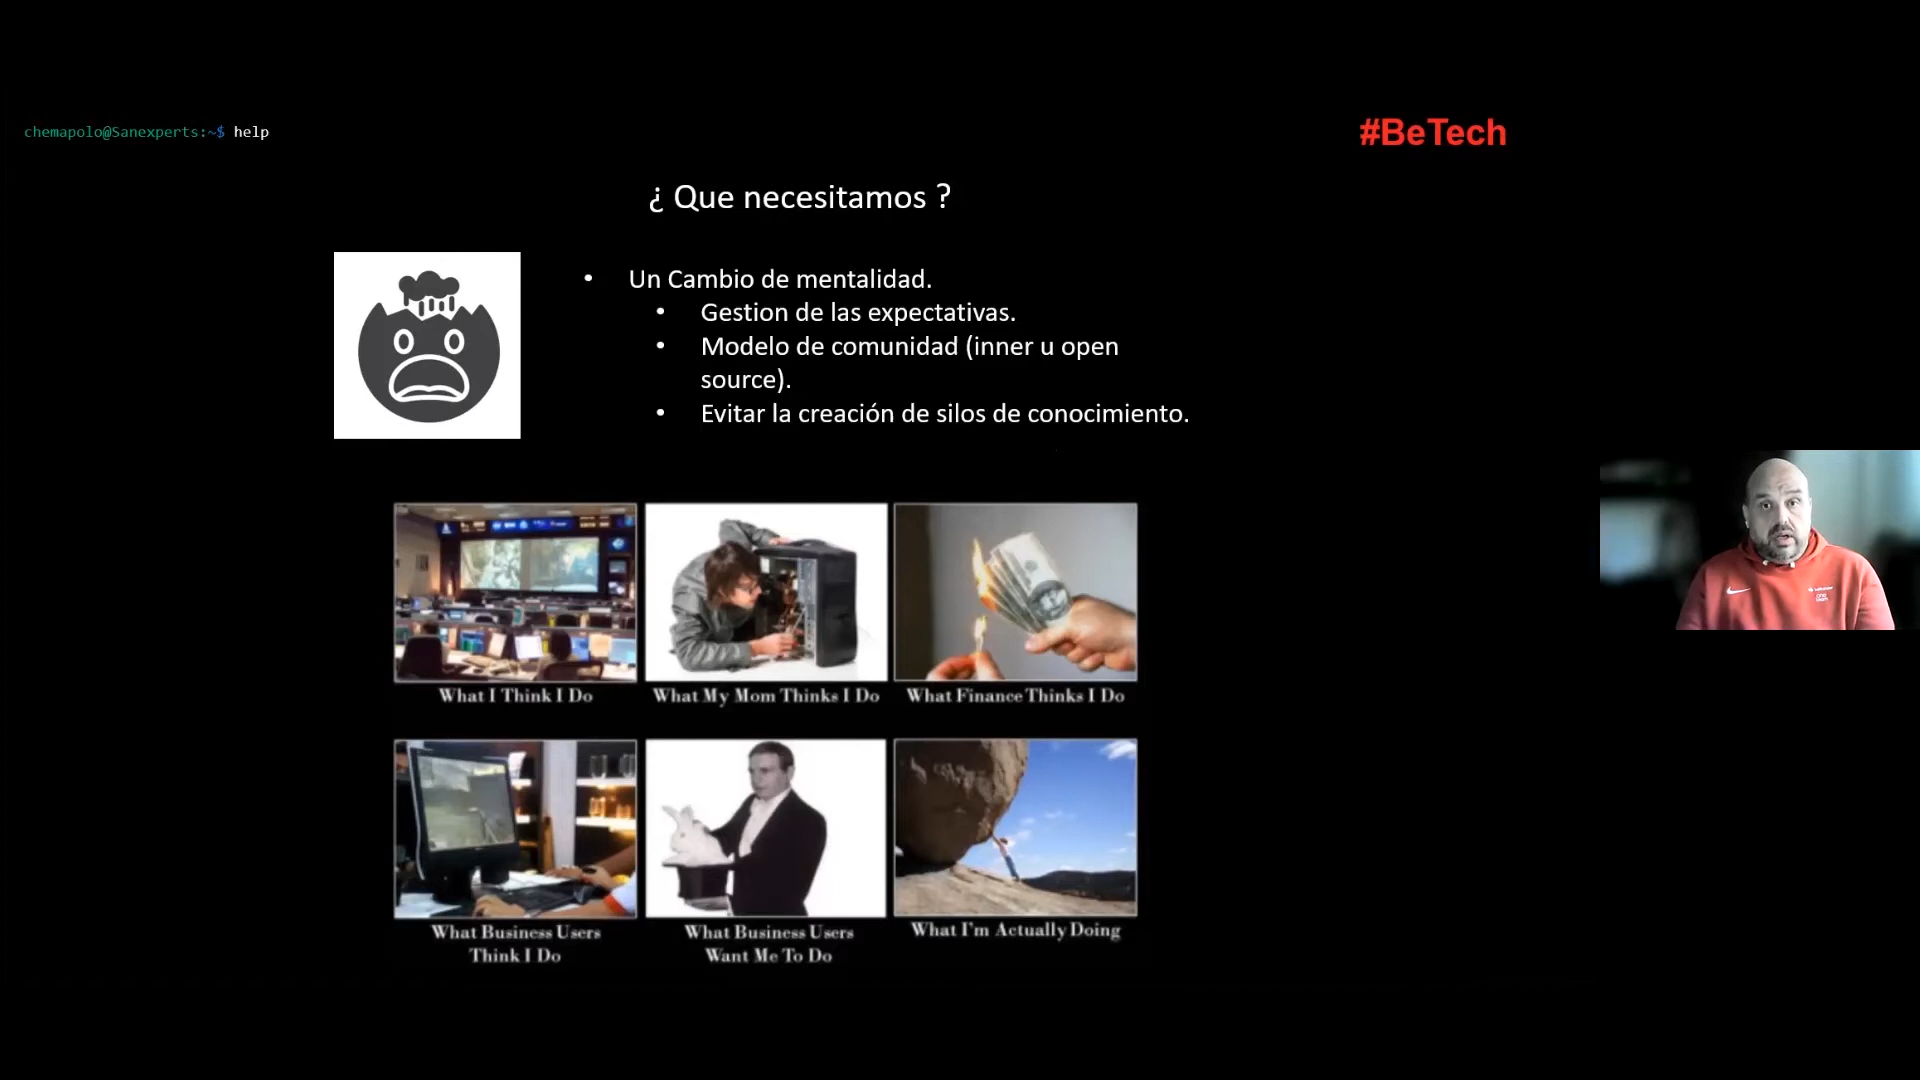 chemapolo@Sanexperts:~$ help
#BeTech
¿ Que necesitamos ?
• Un Cambio de mentalidad.
• Gestion de las expectativas.
• Modelo de comunidad (inner u open
source).
• Evitar la creación de silos de conocimiento.
What I Think I Do
What My Mom Thinks I Do
What Finance Thinks I Do
What Business Users
Think I Do
What Business Users
Want Me To Do
What I'm Actually Doing